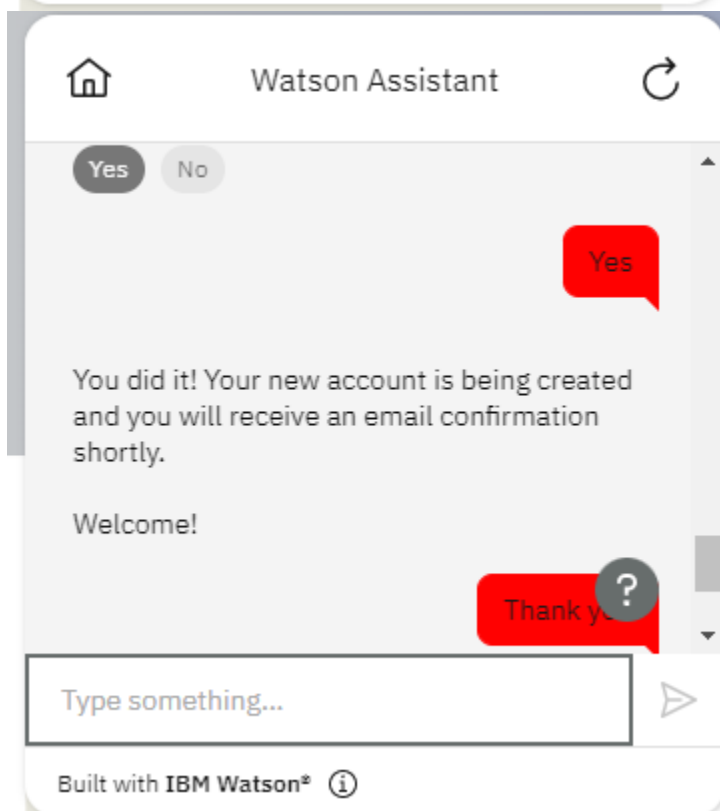 Watson Assistant
Yes No
Yes
You did it! Your new account is being created
and you will receive an email confirmation
shortly.
Welcome!
Thank
?
Type something...
Built with IBM Watson®